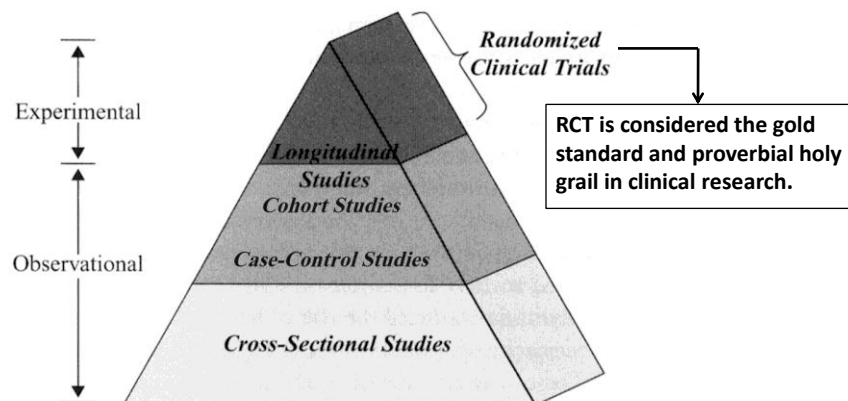 Randomized
Clinical Trials
Experimental
RCT is considered the gold
standard and proverbial holy
grail in clinical research.
Longitudinal
Studies
Cohort Studies
Observational
Case-Control Studies
Cross-Sectional Studies